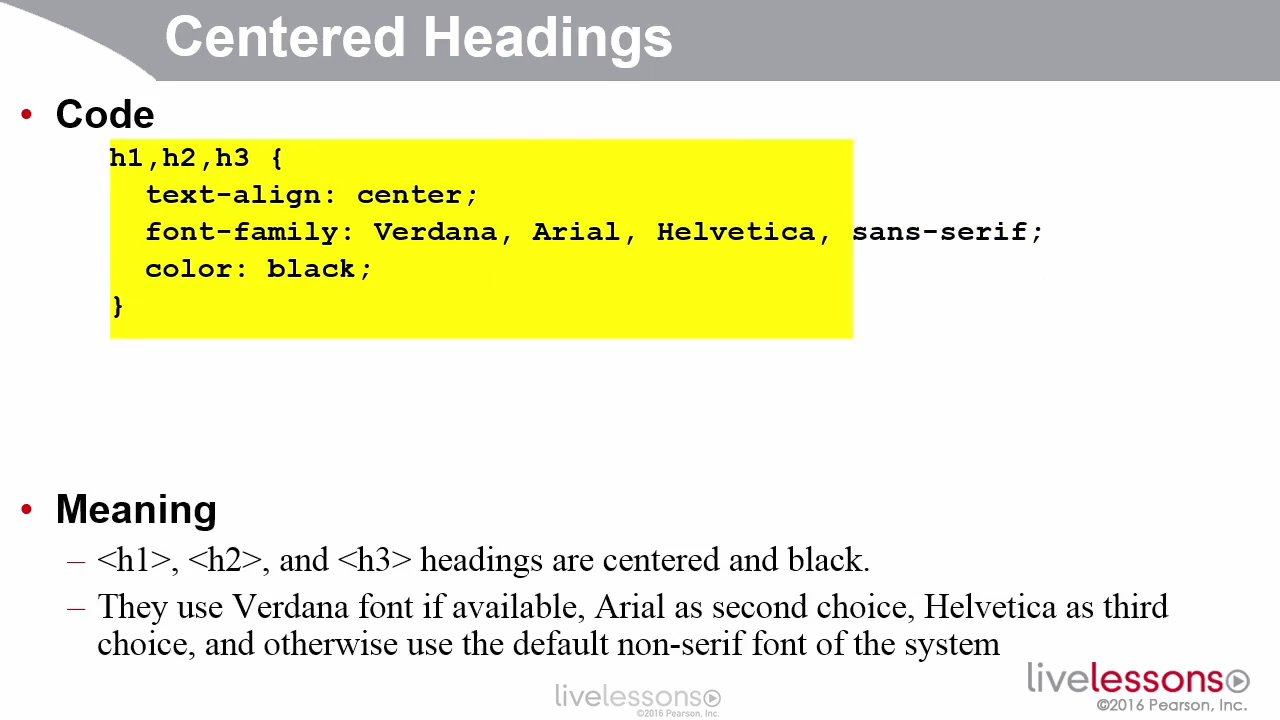 Centered Headings
• Code
h1,h2,h3 {
  text-align: center;
  font-family: Verdana, Arial, Helvetica, sans-serif;
  color: black;
}
• Meaning
– <h1>, <h2>, and <h3> headings are centered and black.
– They use Verdana font if available, Arial as second choice, Helvetica as third
choice, and otherwise use the default non-serif font of the system
livelessons
©2016 Pearson, Inc.
livelessons
©2016 Pearson, Inc.